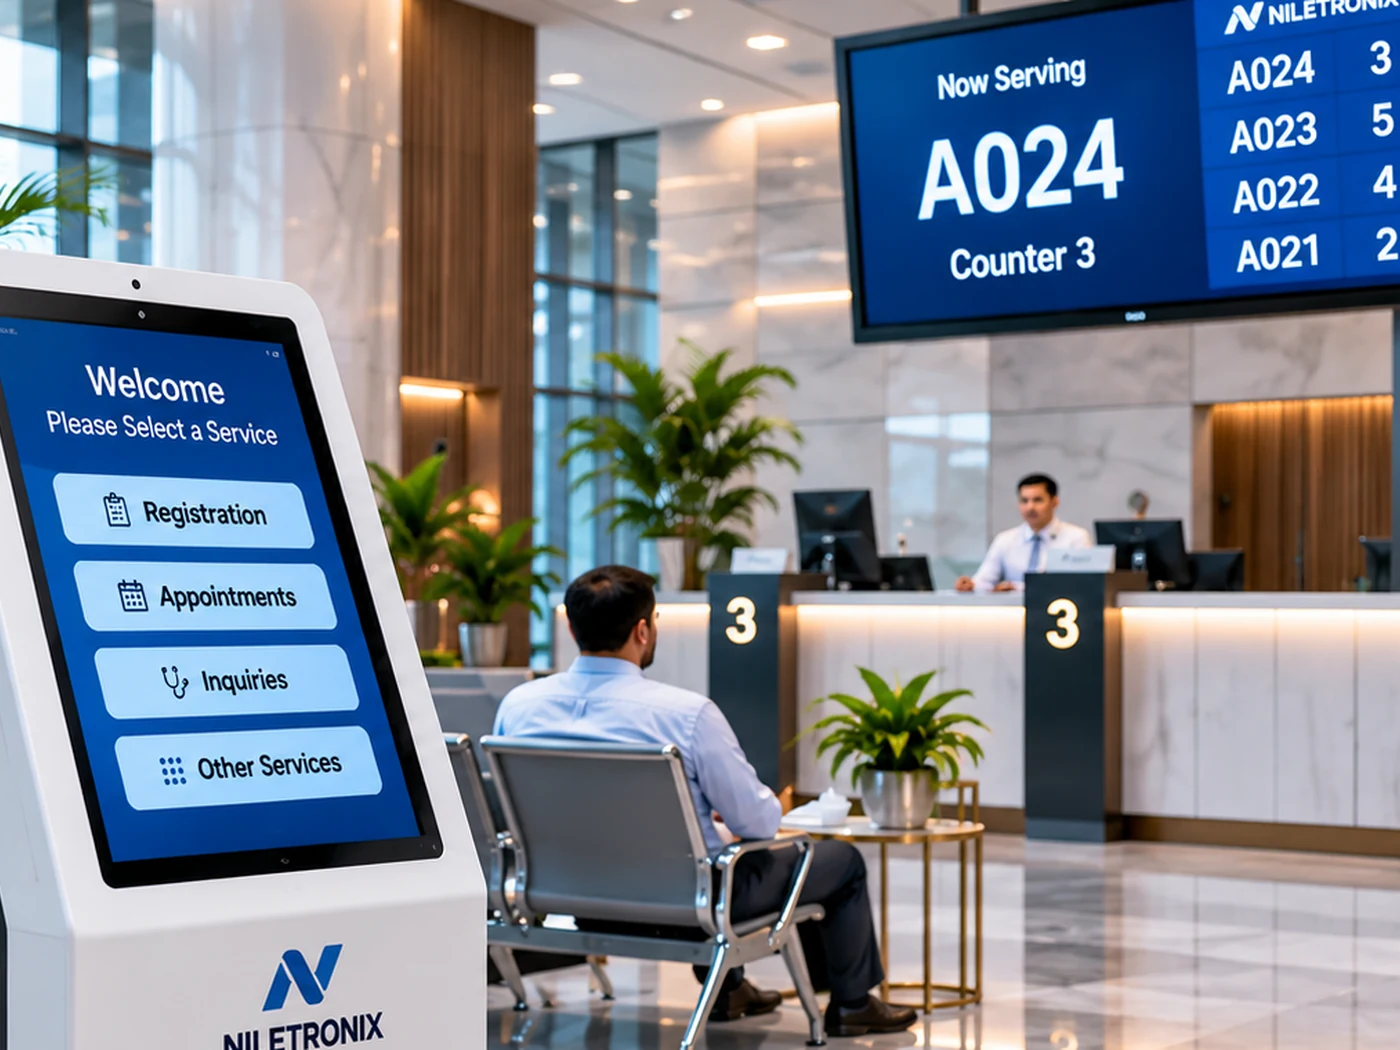 Welcome
Please Select a Service
Registration
Appointments
Inquiries
Other Services
NILETRONIX
Now Serving
A024
Counter 3
NILETRONIX
A024 3
A023 5
A022 4
A021 2
3
3